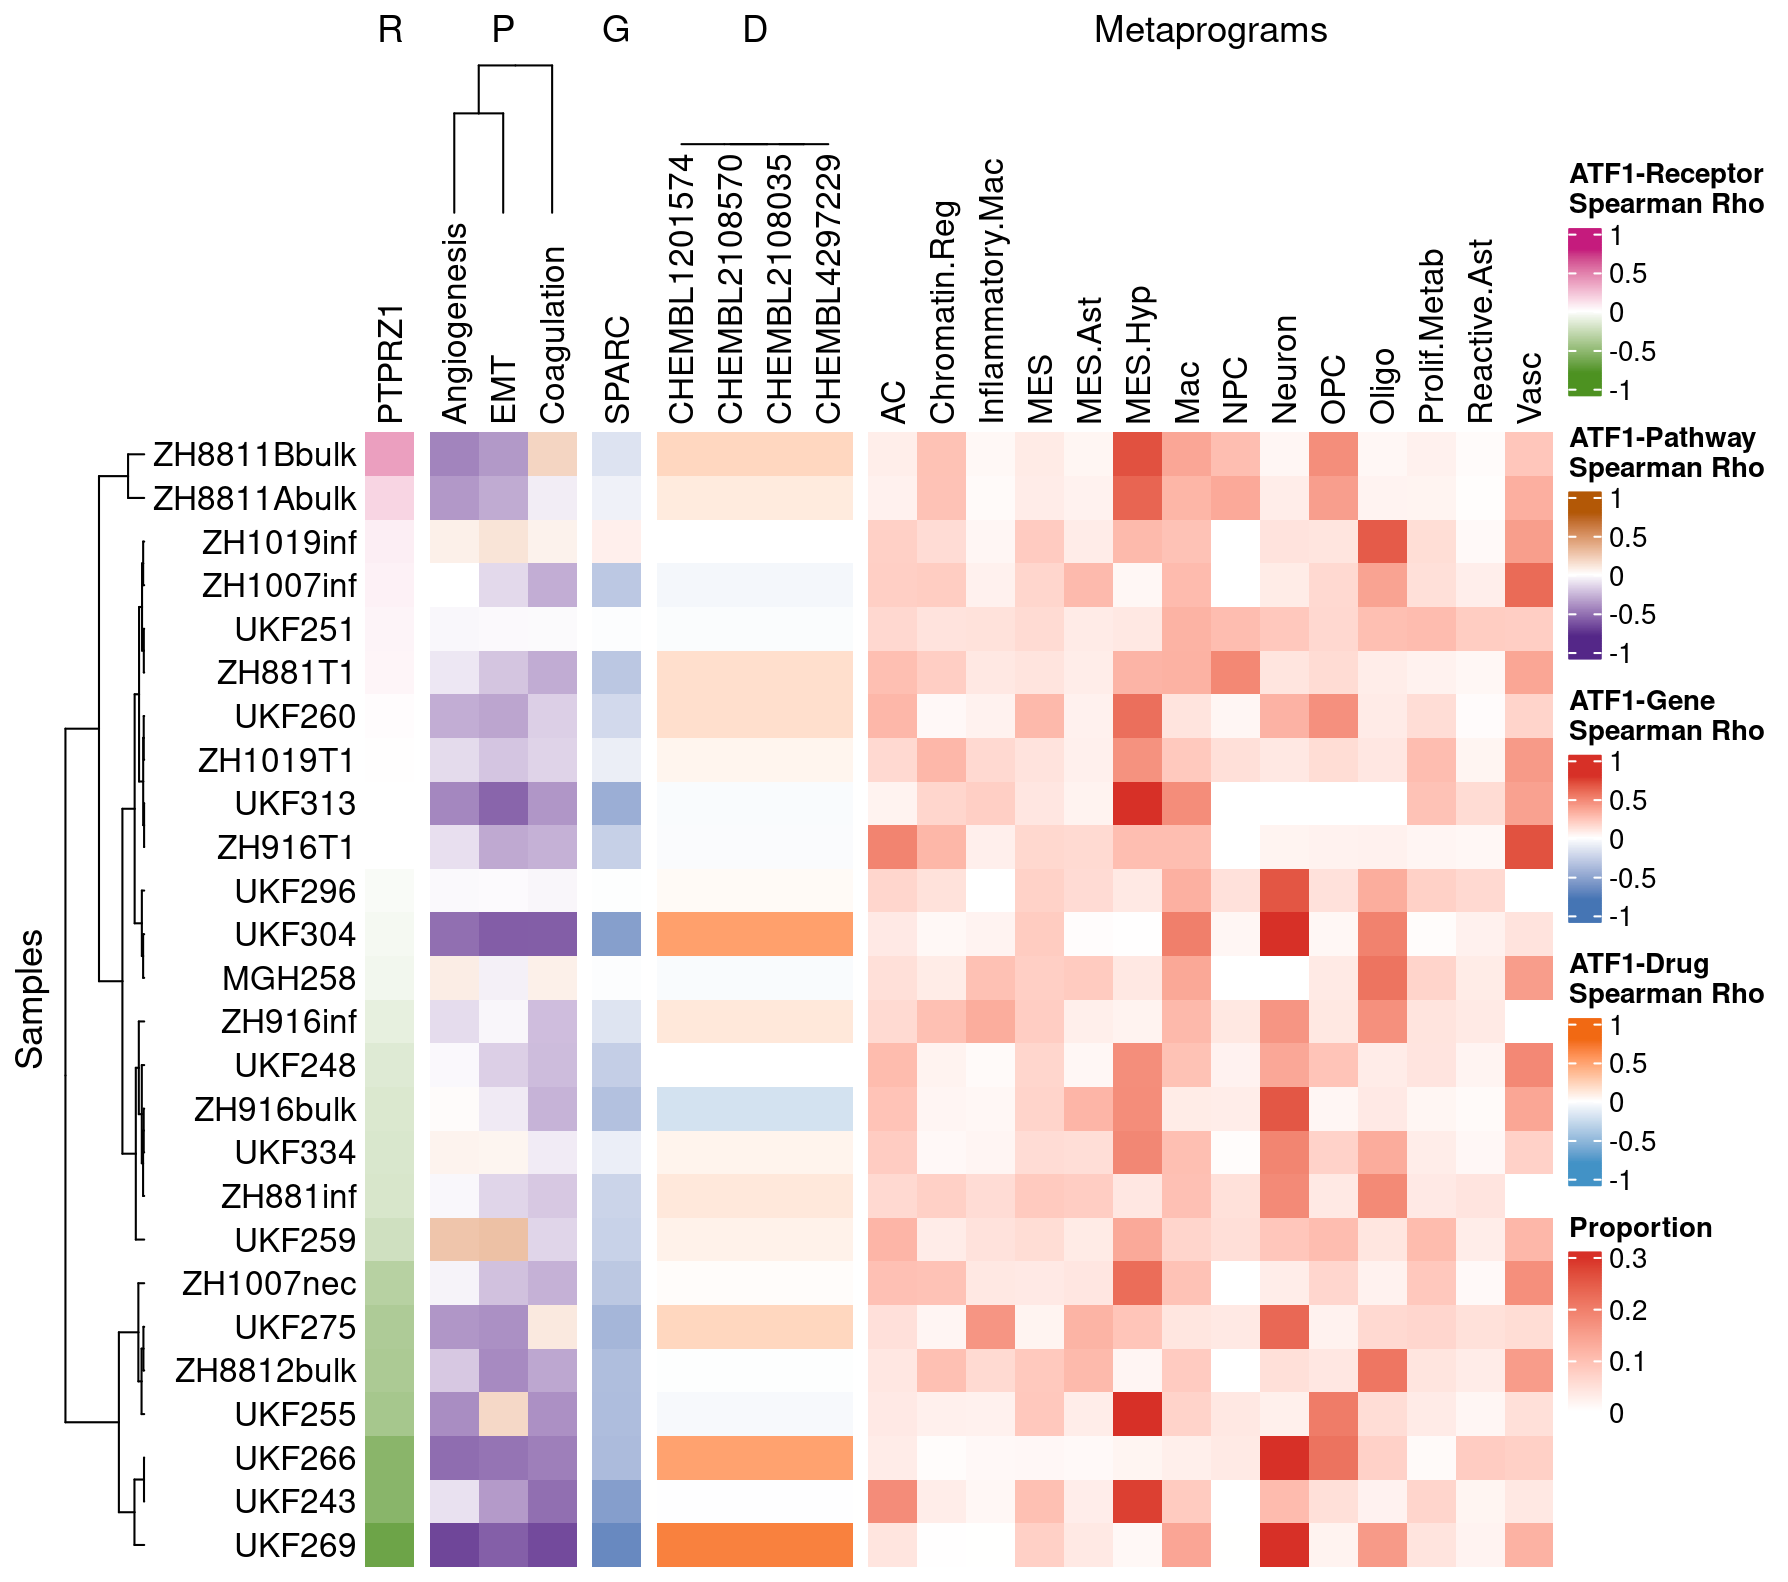 R P G D Metaprograms
PTPRZ1
Angiogenesis
EMT
Coagulation
SPARC
CHEMBL1201574
CHEMBL2108570
CHEMBL2108035
CHEMBL4297229
AC
Chromatin.Reg
Inflammatory.Mac
MES
MES.Ast
MES.Hyp
Mac
NPC
Neuron
OPC
Oligo
Prolif.Metab
Reactive.Ast
Vasc
Samples
ZH8811Bbulk
ZH8811Abulk
ZH1019inf
ZH1007inf
UKF251
ZH881T1
UKF260
ZH1019T1
UKF313
ZH916T1
UKF296
UKF304
MGH258
ZH916inf
UKF248
ZH916bulk
UKF334
ZH881inf
UKF259
ZH1007nec
UKF275
ZH8812bulk
UKF255
UKF266
UKF243
UKF269
ATF1-Receptor
Spearman Rho
1
0.5
0
-0.5
-1
ATF1-Pathway
Spearman Rho
1
0.5
0
-0.5
-1
ATF1-Gene
Spearman Rho
1
0.5
0
-0.5
-1
ATF1-Drug
Spearman Rho
1
0.5
0
-0.5
-1
Proportion
0.3
0.2
0.1
0